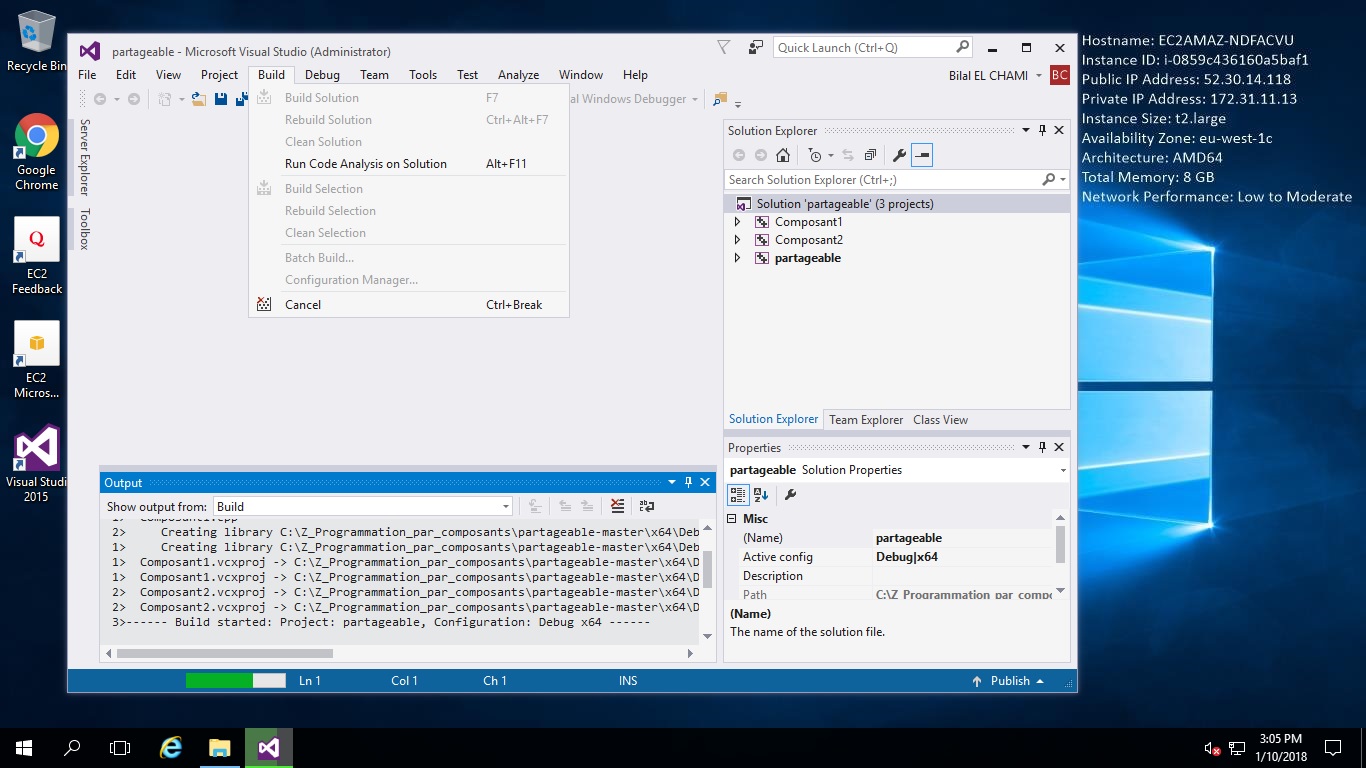 Recycle Bin
Google Chrome
EC2 Feedback
EC2 Micros...
Visual Studi
2015
partageable - Microsoft Visual Studio (Administrator)
Quick Launch (Ctrl+Q)
File Edit View Project Build Debug Team Tools Test Analyze Window Help
Bilal EL CHAMI BC
al Windows Debugger
Server Explorer
Toolbox
Build Solution F7
Rebuild Solution Ctrl+Alt+F7
Clean Solution
Run Code Analysis on Solution Alt+F11
Build Selection
Rebuild Selection
Clean Selection
Batch Build...
Configuration Manager...
Cancel Ctrl+Break
Solution Explorer
Search Solution Explorer (Ctrl+;)
Solution 'partageable' (3 projects)
Composant1
Composant2
partageable
Solution Explorer Team Explorer Class View
Properties
partageable Solution Properties
Misc
(Name) partageable
Active config Debug|x64
Description
Path C:\Z_Programmation_par_compo
(Name)
The name of the solution file.
Output
Show output from: Build
1> Composant1.cpp
2> Creating library C:\Z_Programmation_par_composants\partageable-master\x64\Deb
1> Creating library C:\Z_Programmation_par_composants\partageable-master\x64\Deb
1> Composant1.vcxproj -> C:\Z_Programmation_par_composants\partageable-master\x64\D
1> Composant1.vcxproj -> C:\Z_Programmation_par_composants\partageable-master\x64\D
2> Composant2.vcxproj -> C:\Z_Programmation_par_composants\partageable-master\x64\D
2> Composant2.vcxproj -> C:\Z_Programmation_par_composants\partageable-master\x64\D
3>------ Build started: Project: partageable, Configuration: Debug x64 ------
Ln 1 Col 1 Ch 1 INS Publish
Hostname: EC2AMAZ-NDFACVU
Instance ID: i-0859c436160a5baf1
Public IP Address: 52.30.14.118
Private IP Address: 172.31.11.13
Instance Size: t2.large
Availability Zone: eu-west-1c
Architecture: AMD64
Total Memory: 8 GB
Network Performance: Low to Moderate
3:05 PM
1/10/2018